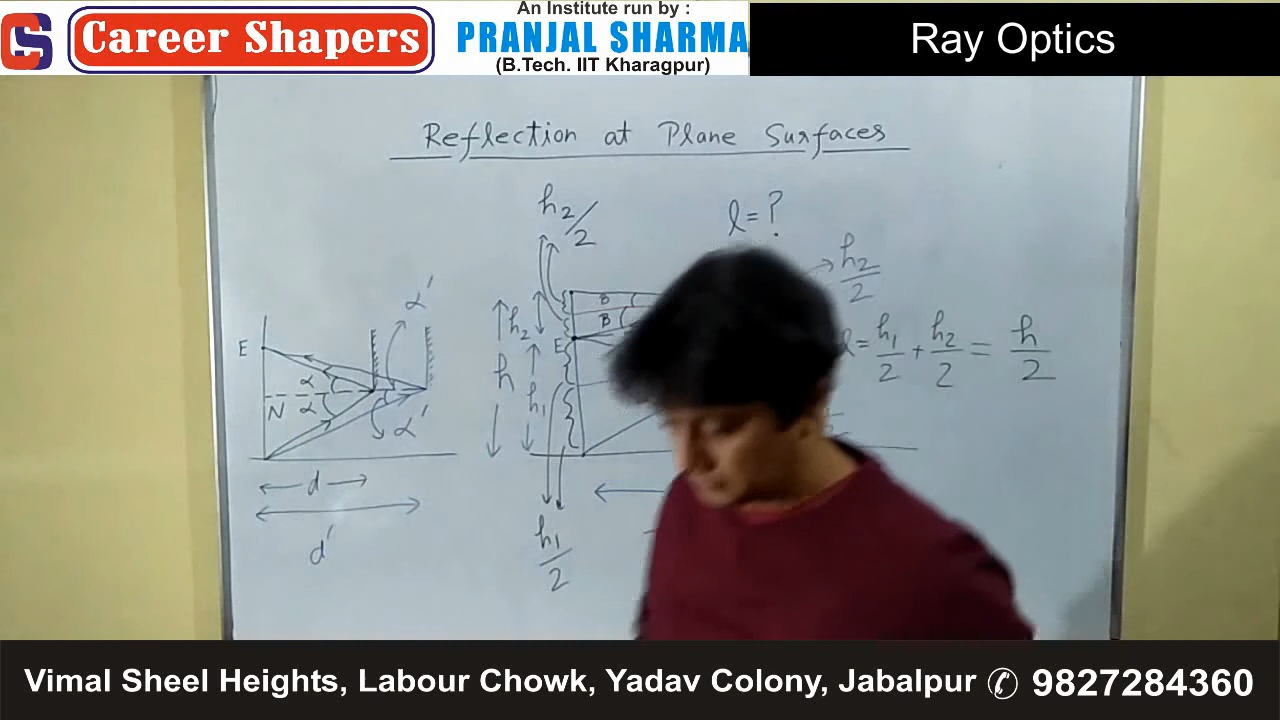 CS
Career Shapers
An Institute run by :
PRANJAL SHARMA
(B.Tech. IIT Kharagpur)
Ray Optics
Reflection at Plane Surfaces
h₂/2
l = ?
h₂/2
α'
E
α
N α
α'
d
d'
h₂
h
h₁
B
B
E
l = h₁/2 + h₂/2 = h/2
h₁/2
Vimal Sheel Heights, Labour Chowk, Yadav Colony, Jabalpur ✆ 9827284360